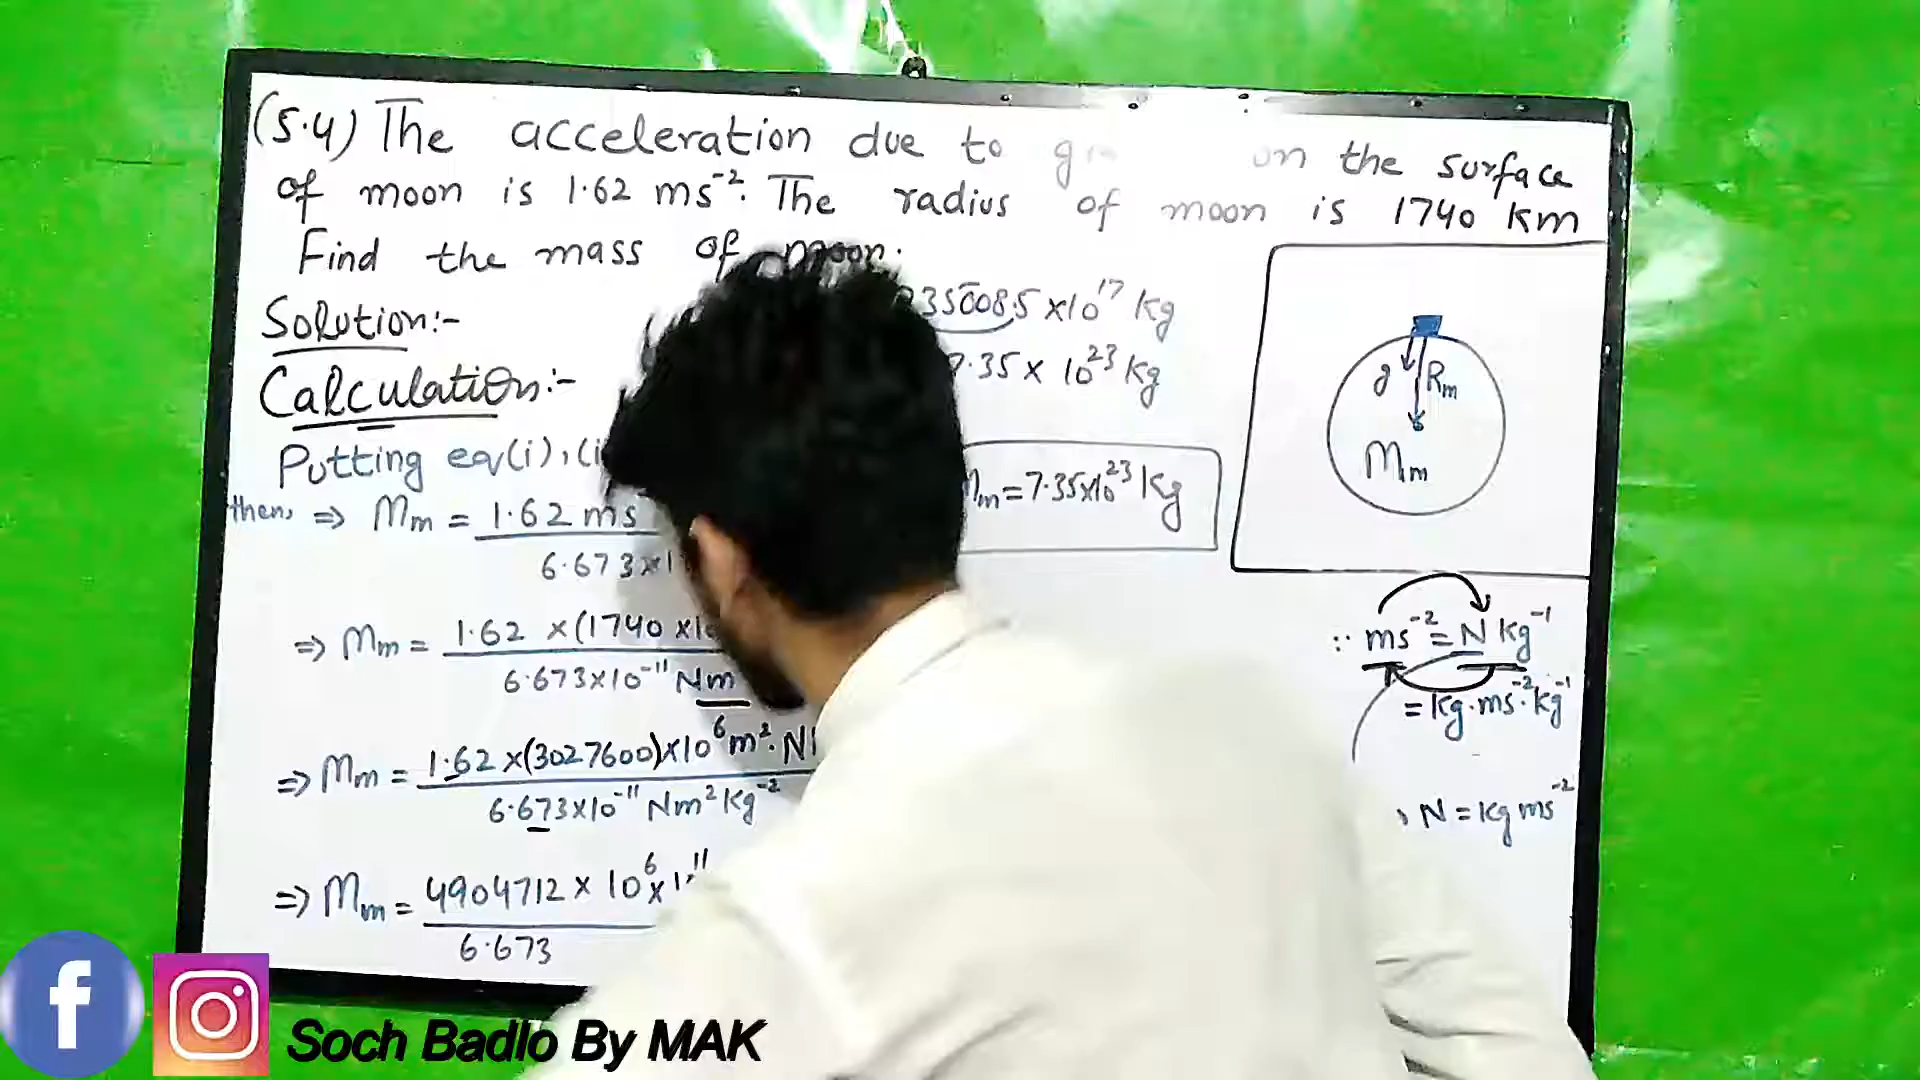 (5.4) The acceleration due to on the surface
of moon is 1.62 ms⁻². The radius of moon is 1740 km
Find the mass of moon.
Solution:-
Calculation:-
Putting eq(i),(i
then, ⇒ Mm = 1.62 ms
6.673×1
⇒ Mm = 1.62 ×(1740 ×10
6.673×10⁻¹¹ Nm
⇒ Mm = 1.62 ×(3027600)×10⁶ m². N
6.673×10⁻¹¹ Nm² Kg⁻²
⇒ Mm = 4904712 × 10⁶ × 1 ¹¹
6.673
350085 ×10¹⁷ Kg
7.35 × 10²³ Kg
Mm = 7.35×10²³ Kg
g Rm
Mm
∵ ms⁻² = N Kg⁻¹
= Kg.ms⁻².Kg⁻¹
, N = Kg ms⁻²
f
Soch Badlo By MAK